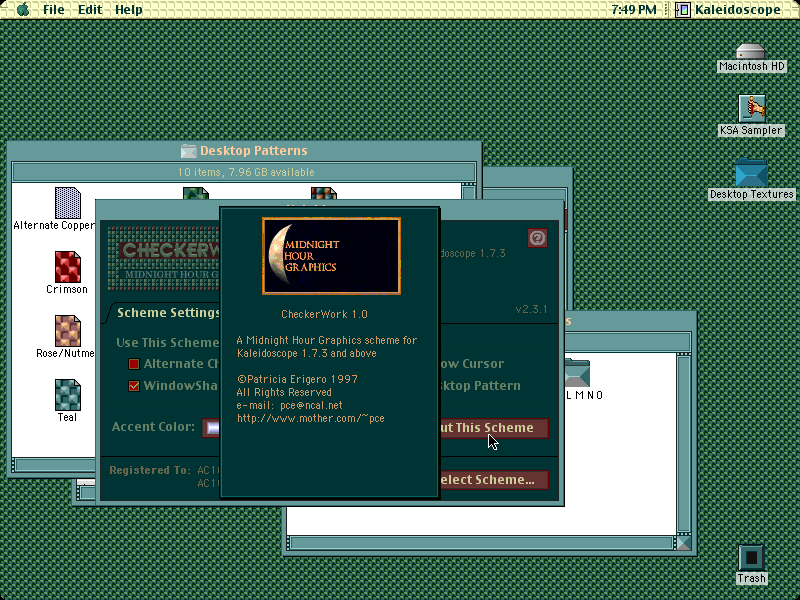 File Edit Help
7:49 PM
Kaleidoscope
Macintosh HD
KSA Sampler
Desktop Textures
Desktop Patterns
10 items, 7.96 GB available
Alternate Copper
Crimson
Rose/Nutme
Teal
CHECKERW
MIDNIGHT HOUR G
doscope 1.7.3
v2.3.1
Scheme Settings
Use This Scheme
Alternate Ch
WindowSha
Accent Color:
ow Cursor
sktop Pattern
ut This Scheme
Registered To: AC10
AC10
elect Scheme...
MIDNIGHT
HOUR
GRAPHICS
CheckerWork 1.0
A Midnight Hour Graphics scheme for
Kaleidoscope 1.7.3 and above
©Patricia Erigero 1997
All Rights Reserved
e-mail: pce@ncal.net
http://www.mother.com/~pce
s
L M N O
Trash